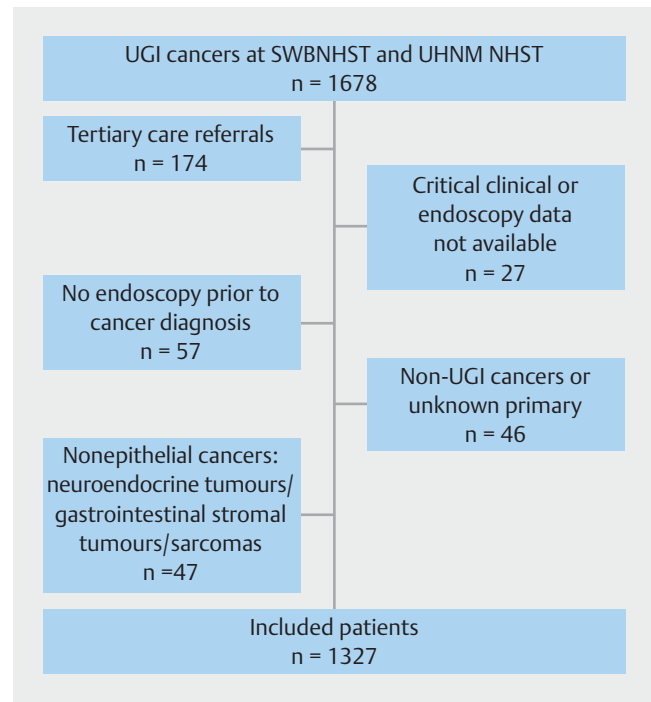 UGI cancers at SWBNHST and UHNM NHST
n = 1678
Tertiary care referrals
n = 174
Critical clinical or
endoscopy data
not available
n = 27
No endoscopy prior to
cancer diagnosis
n = 57
Non-UGI cancers or
unknown primary
n = 46
Nonepithelial cancers:
neuroendocrine tumours/
gastrointestinal stromal
tumours/sarcomas
n =47
Included patients
n = 1327